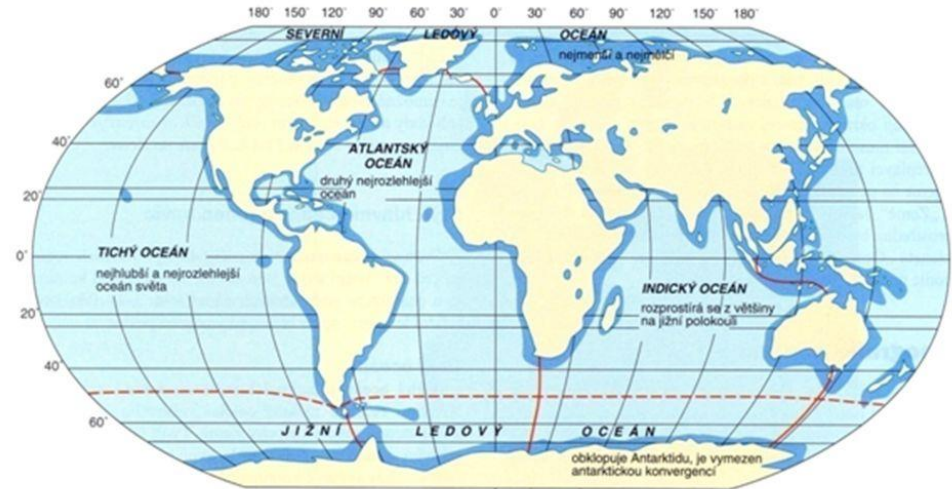 180° 150° 120° 90° 60° 30° 0° 30° 60° 90° 120° 150° 180°
SEVERNÍ LEDOVÝ OCEÁN
nejmenší a nejmělčí
60°
40°
ATLANTSKÝ
OCEÁN
druhý nejrozlehlejší
oceán
20°
TICHÝ OCEÁN
0°
nejhlubší a nejrozlehlejší
oceán světa
INDICKÝ OCEÁN
rozprostírá se z většiny
na jižní polokouli
20°
40°
60°
JIŽNÍ LEDOVÝ OCEÁN
obklopuje Antarktidu, je vymezen
antarktickou konvergencí